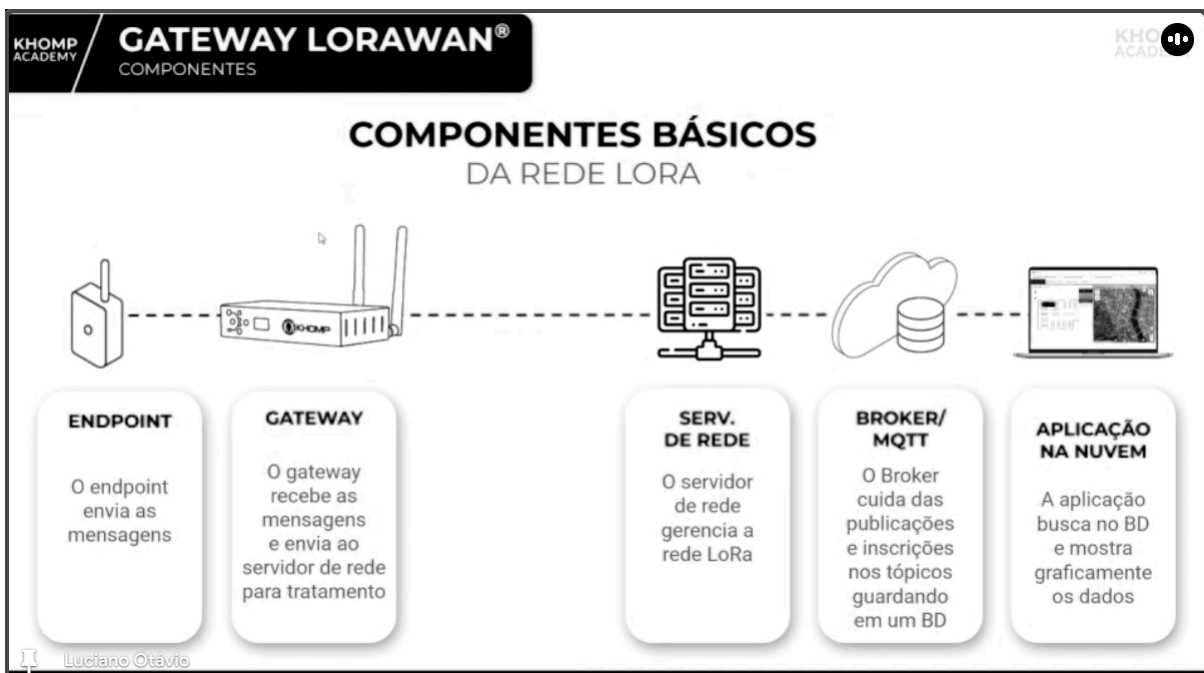 KHOMP
ACADEMY
GATEWAY LORAWAN®
COMPONENTES
KHO
ACADE
COMPONENTES BÁSICOS
DA REDE LORA
KHOMP
ENDPOINT
O endpoint
envia as
mensagens
GATEWAY
O gateway
recebe as
mensagens
e envia ao
servidor de rede
para tratamento
SERV.
DE REDE
O servidor
de rede
gerencia a
rede LoRa
BROKER/
MQTT
O Broker
cuida das
publicações
e inscrições
nos tópicos
guardando
em um BD
APLICAÇÃO
NA NUVEM
A aplicação
busca no BD
e mostra
graficamente
os dados
Luciano Otávio